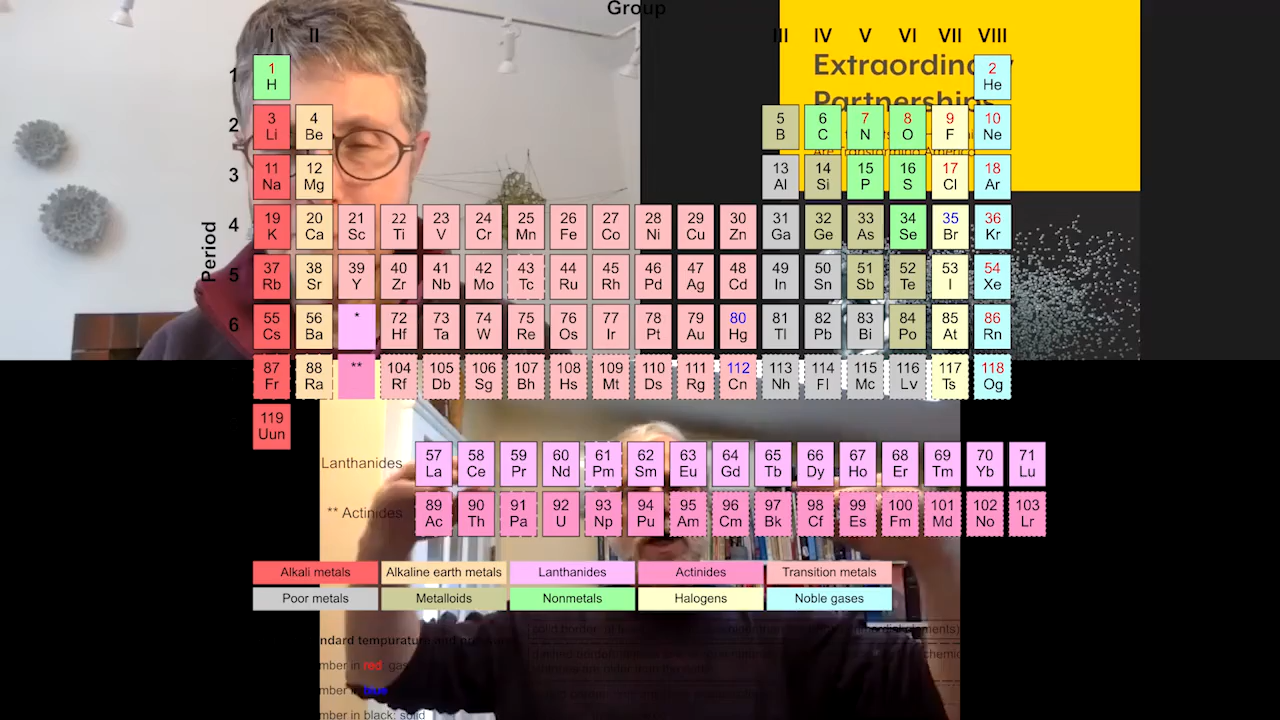 Group
I II III IV V VI VII VIII
Extraordinary
Partnerships
Are Transforming America
Period
1 1 H 2 He
2 3 Li 4 Be 5 B 6 C 7 N 8 O 9 F 10 Ne
3 11 Na 12 Mg 13 Al 14 Si 15 P 16 S 17 Cl 18 Ar
4 19 K 20 Ca 21 Sc 22 Ti 23 V 24 Cr 25 Mn 26 Fe 27 Co 28 Ni 29 Cu 30 Zn 31 Ga 32 Ge 33 As 34 Se 35 Br 36 Kr
5 37 Rb 38 Sr 39 Y 40 Zr 41 Nb 42 Mo 43 Tc 44 Ru 45 Rh 46 Pd 47 Ag 48 Cd 49 In 50 Sn 51 Sb 52 Te 53 I 54 Xe
6 55 Cs 56 Ba * 72 Hf 73 Ta 74 W 75 Re 76 Os 77 Ir 78 Pt 79 Au 80 Hg 81 Tl 82 Pb 83 Bi 84 Po 85 At 86 Rn
87 Fr 88 Ra ** 104 Rf 105 Db 106 Sg 107 Bh 108 Hs 109 Mt 110 Ds 111 Rg 112 Cn 113 Nh 114 Fl 115 Mc 116 Lv 117 Ts 118 Og
119 Uun
Lanthanides 57 La 58 Ce 59 Pr 60 Nd 61 Pm 62 Sm 63 Eu 64 Gd 65 Tb 66 Dy 67 Ho 68 Er 69 Tm 70 Yb 71 Lu
** Actinides 89 Ac 90 Th 91 Pa 92 U 93 Np 94 Pu 95 Am 96 Cm 97 Bk 98 Cf 99 Es 100 Fm 101 Md 102 No 103 Lr
Alkali metals Alkaline earth metals Lanthanides Actinides Transition metals
Poor metals Metalloids Nonmetals Halogens Noble gases
ndard tempurature and
mber in red: gas
mber in blue
mber in black: solid